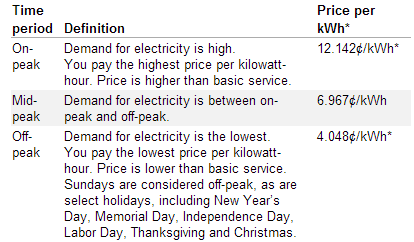 Time Price per
period Definition kWh*
On- Demand for electricity is high. 12.142¢/kWh*
peak You pay the highest price per kilowatt-
hour. Price is higher than basic service.
Mid- Demand for electricity is between on- 6.967¢/kWh
peak peak and off-peak.
Off- Demand for electricity is the lowest. 4.048¢/kWh*
peak You pay the lowest price per kilowatt-
hour. Price is lower than basic service.
Sundays are considered off-peak, as are
select holidays, including New Year's
Day, Memorial Day, Independence Day,
Labor Day, Thanksgiving and Christmas.